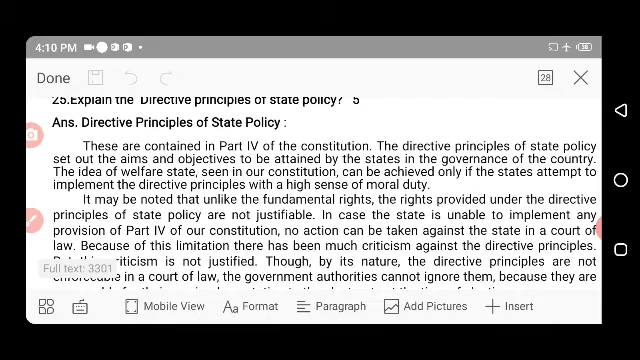 4:10 PM
38
Done
28
25.Explain the Directive principles of state policy? 5
Ans. Directive Principles of State Policy :
These are contained in Part IV of the constitution. The directive principles of state policy
set out the aims and objectives to be attained by the states in the governance of the country.
The idea of welfare state, seen in our constitution, can be achieved only if the states attempt to
implement the directive principles with a high sense of moral duty.
It may be noted that unlike the fundamental rights, the rights provided under the directive
principles of state policy are not justifiable. In case the state is unable to implement any
provision of Part IV of our constitution, no action can be taken against the state in a court of
law. Because of this limitation there has been much criticism against the directive principles.
But this criticism is not justified. Though, by its nature, the directive principles are not
enforceable in a court of law, the government authorities cannot ignore them, because they are
Full text: 3301
Mobile View
Aa Format
Paragraph
Add Pictures
Insert